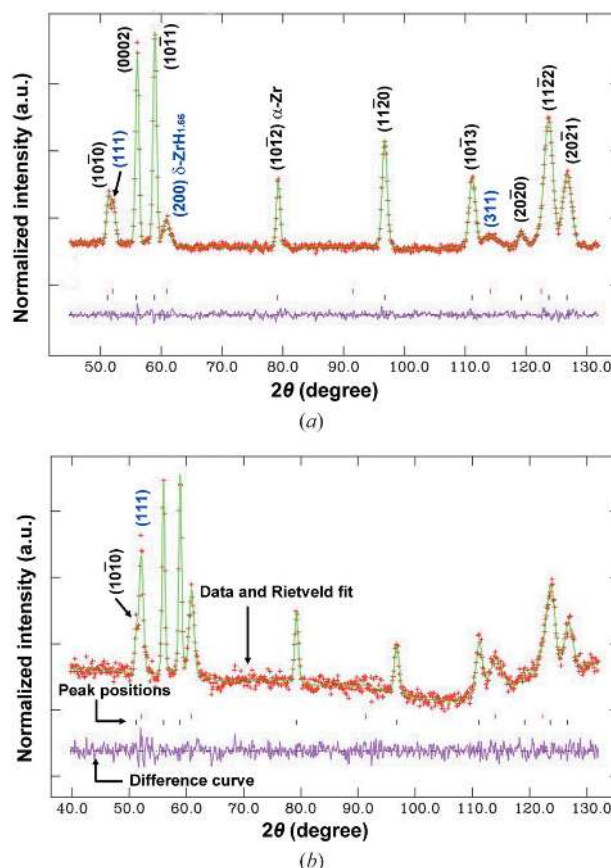 Normalized intensity (a.u.)
(101̄0)
(111)
(0002)
(101̄1)
(200) δ-ZrH1.66
(101̄2) α-Zr
(112̄0)
(101̄3)
(311)
(202̄0)
(112̄2)
(202̄1)
50.0 60.0 70.0 80.0 90.0 100.0 110.0 120.0 130.0
2θ (degree)
(a)
Normalized intensity (a.u.)
(101̄0)
(111)
Data and Rietveld fit
Peak positions
Difference curve
40.0 50.0 60.0 70.0 80.0 90.0 100.0 110.0 120.0 130.0
2θ (degree)
(b)